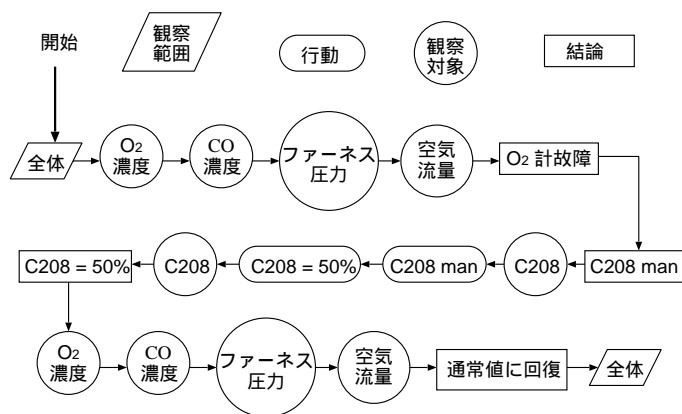 開始
観察
範囲
行動
観察
対象
結論
全体
O2
濃度
CO
濃度
ファーネス
圧力
空気
流量
O2 計故障
C208 = 50%
C208
C208 = 50%
C208 man
C208
C208 man
O2
濃度
CO
濃度
ファーネス
圧力
空気
流量
通常値に回復
全体